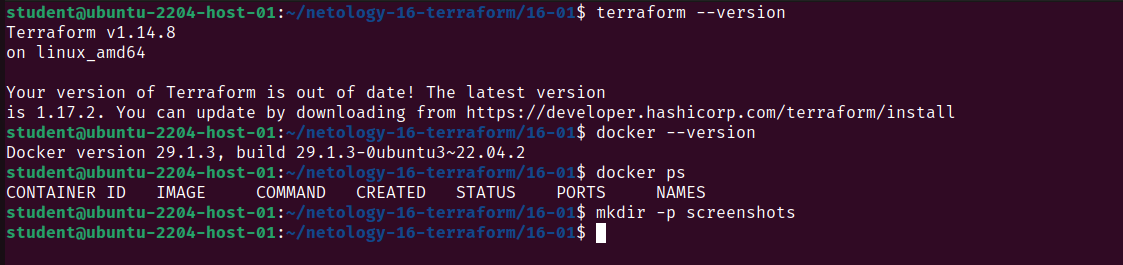 student@ubuntu-2204-host-01:~/netology-16-terraform/16-01$ terraform --version
Terraform v1.14.8
on linux_amd64
Your version of Terraform is out of date! The latest version
is 1.17.2. You can update by downloading from https://developer.hashicorp.com/terraform/install
student@ubuntu-2204-host-01:~/netology-16-terraform/16-01$ docker --version
Docker version 29.1.3, build 29.1.3-0ubuntu3~22.04.2
student@ubuntu-2204-host-01:~/netology-16-terraform/16-01$ docker ps
CONTAINER ID   IMAGE     COMMAND   CREATED   STATUS    PORTS     NAMES
student@ubuntu-2204-host-01:~/netology-16-terraform/16-01$ mkdir -p screenshots
student@ubuntu-2204-host-01:~/netology-16-terraform/16-01$